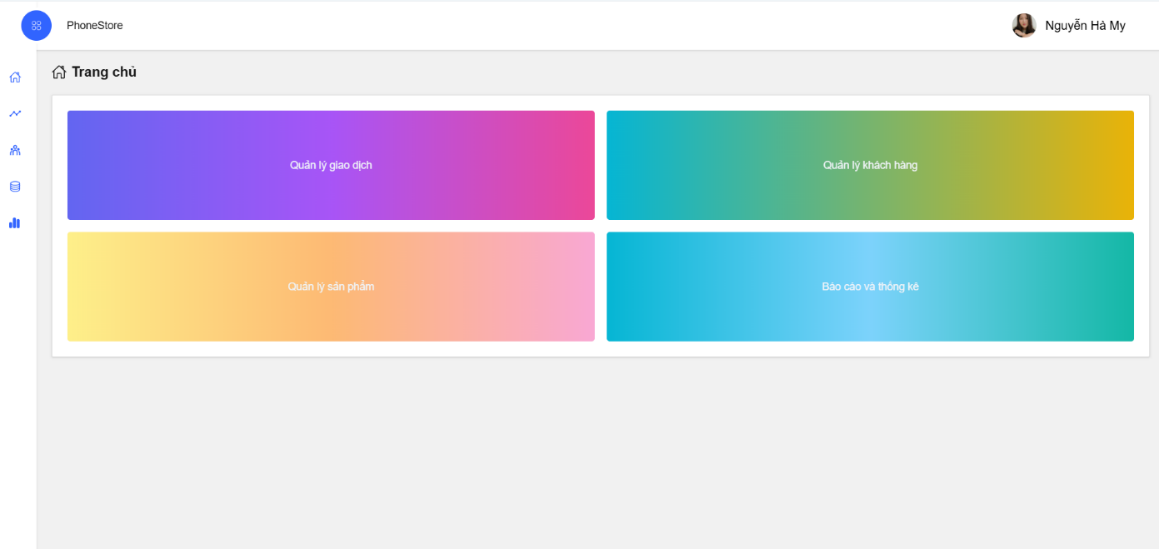 PhoneStore
Nguyễn Hà My
Trang chủ
Quản lý giao dịch
Quản lý khách hàng
Quản lý sản phẩm
Báo cáo và thống kê